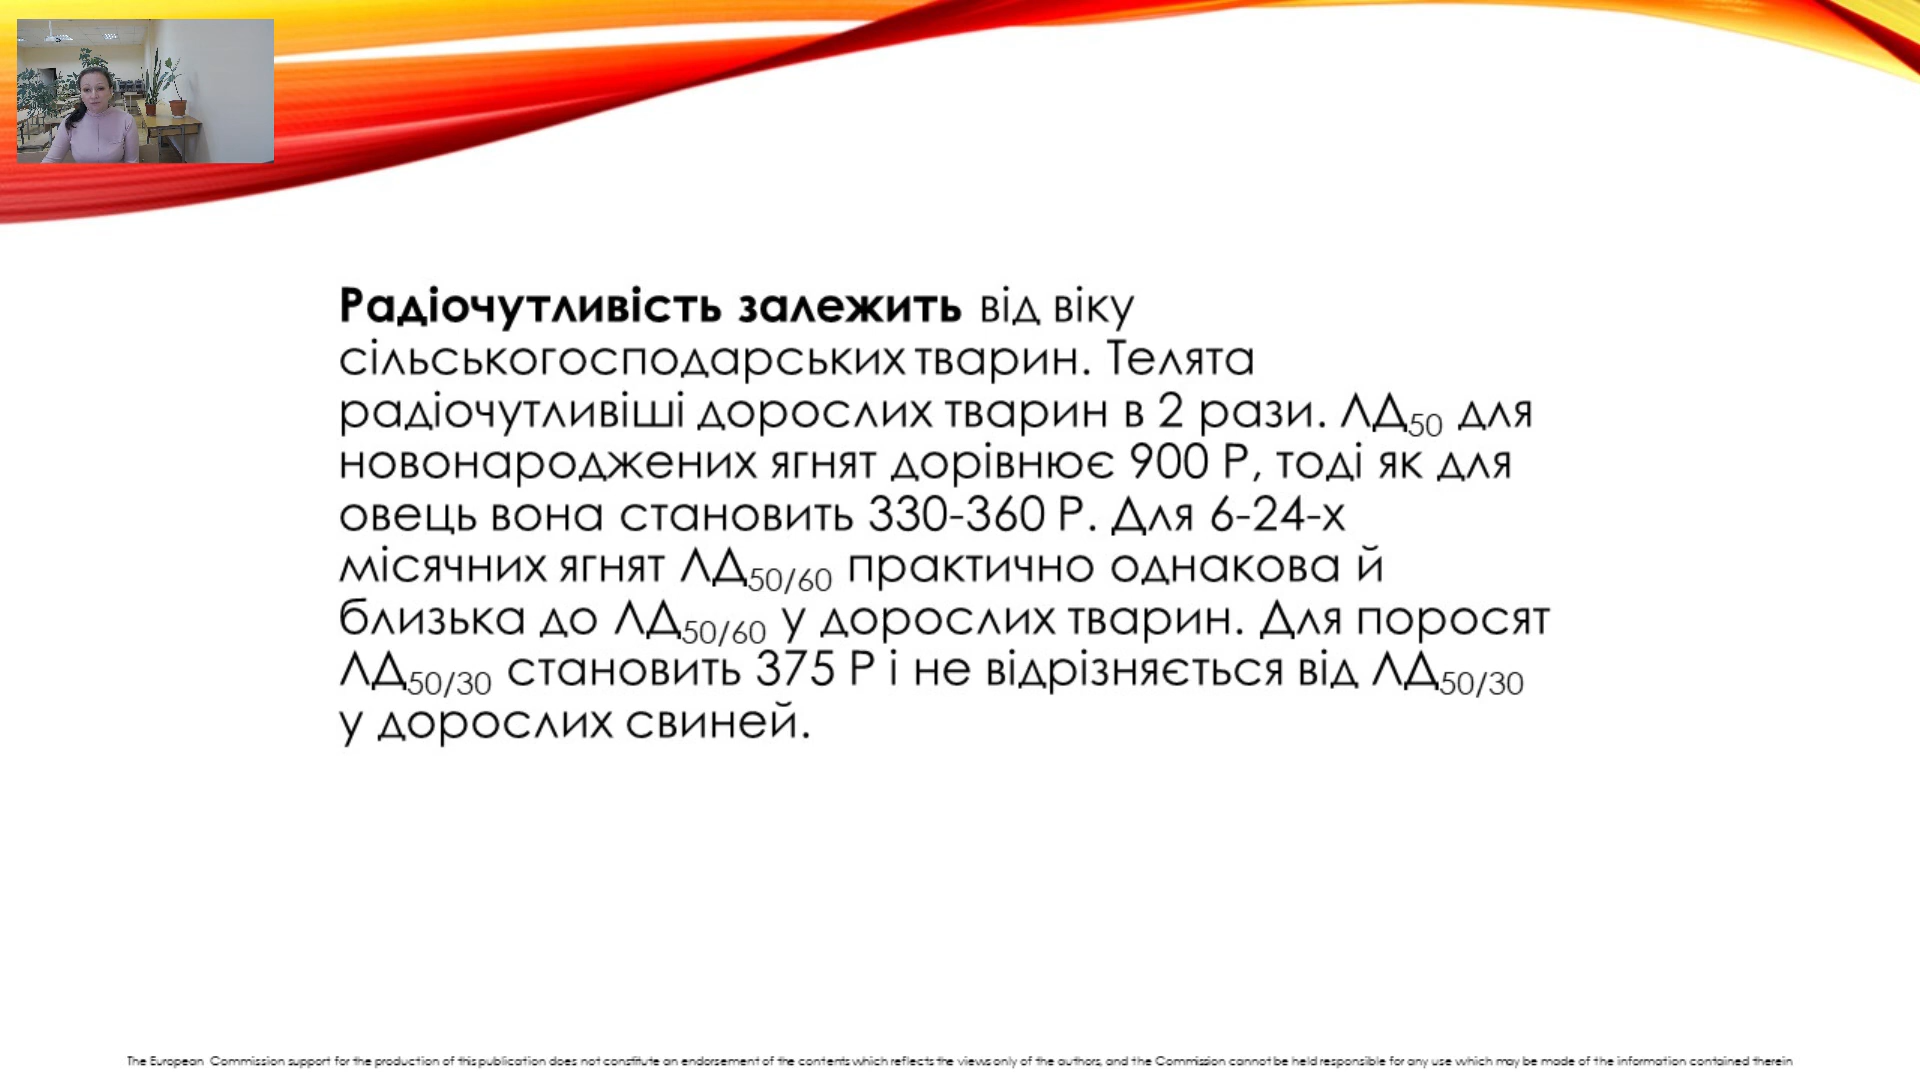 Радіочутливість залежить від віку
сільськогосподарських тварин. Телята
радіочутливіші дорослих тварин в 2 рази. ЛД50 для
новонароджених ягнят дорівнює 900 Р, тоді як для
овець вона становить 330-360 Р. Для 6-24-х
місячних ягнят ЛД50/60 практично однакова й
близька до ЛД50/60 у дорослих тварин. Для поросят
ЛД50/30 становить 375 Р і не відрізняється від ЛД50/30
у дорослих свиней.
The European Commission support for the production of this publication does not constitute an endorsement of the contents which reflects the views only of the authors, and the Commission cannot be held responsible for any use which may be made of the information contained therein